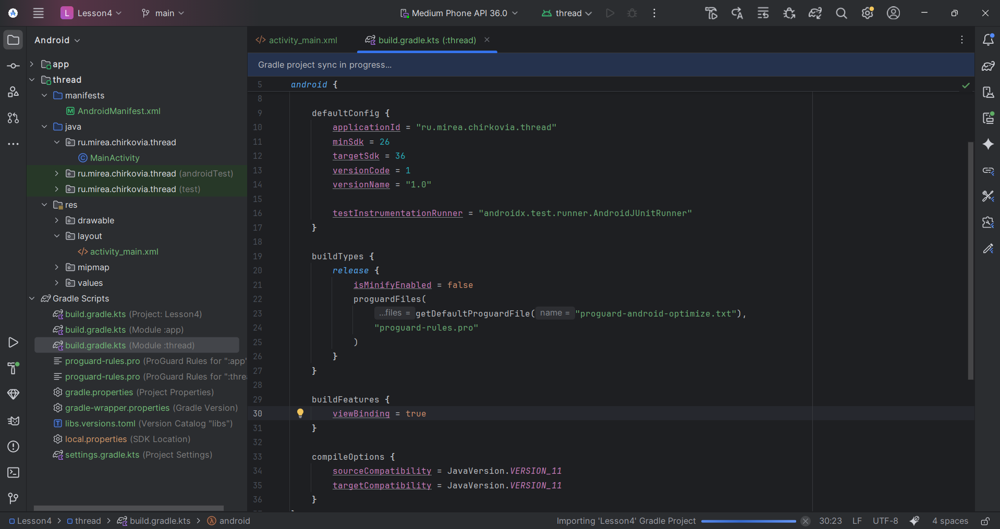 L Lesson4 main Medium Phone API 36.0 thread
Android
app
thread
manifests
AndroidManifest.xml
java
ru.mirea.chirkovia.thread
MainActivity
ru.mirea.chirkovia.thread (androidTest)
ru.mirea.chirkovia.thread (test)
res
drawable
layout
activity_main.xml
mipmap
values
Gradle Scripts
build.gradle.kts (Project: Lesson4)
build.gradle.kts (Module :app)
build.gradle.kts (Module :thread)
proguard-rules.pro (ProGuard Rules for ":app"
proguard-rules.pro (ProGuard Rules for ":threa
gradle.properties (Project Properties)
gradle-wrapper.properties (Gradle Version)
libs.versions.toml (Version Catalog "libs")
local.properties (SDK Location)
settings.gradle.kts (Project Settings)
activity_main.xml build.gradle.kts (:thread)
Gradle project sync in progress...
5 android {
8
9 defaultConfig {
10 applicationId = "ru.mirea.chirkovia.thread"
11 minSdk = 26
12 targetSdk = 36
13 versionCode = 1
14 versionName = "1.0"
15
16 testInstrumentationRunner = "androidx.test.runner.AndroidJUnitRunner"
17 }
18
19 buildTypes {
20 release {
21 isMinifyEnabled = false
22 proguardFiles(
23 ...files = getDefaultProguardFile( name = "proguard-android-optimize.txt"),
24 "proguard-rules.pro"
25 )
26 }
27 }
28
29 buildFeatures {
30 viewBinding = true
31 }
32
33 compileOptions {
34 sourceCompatibility = JavaVersion.VERSION_11
35 targetCompatibility = JavaVersion.VERSION_11
36 }
Lesson4 > thread > build.gradle.kts > android Importing 'Lesson4' Gradle Project 30:23 LF UTF-8 4 spaces